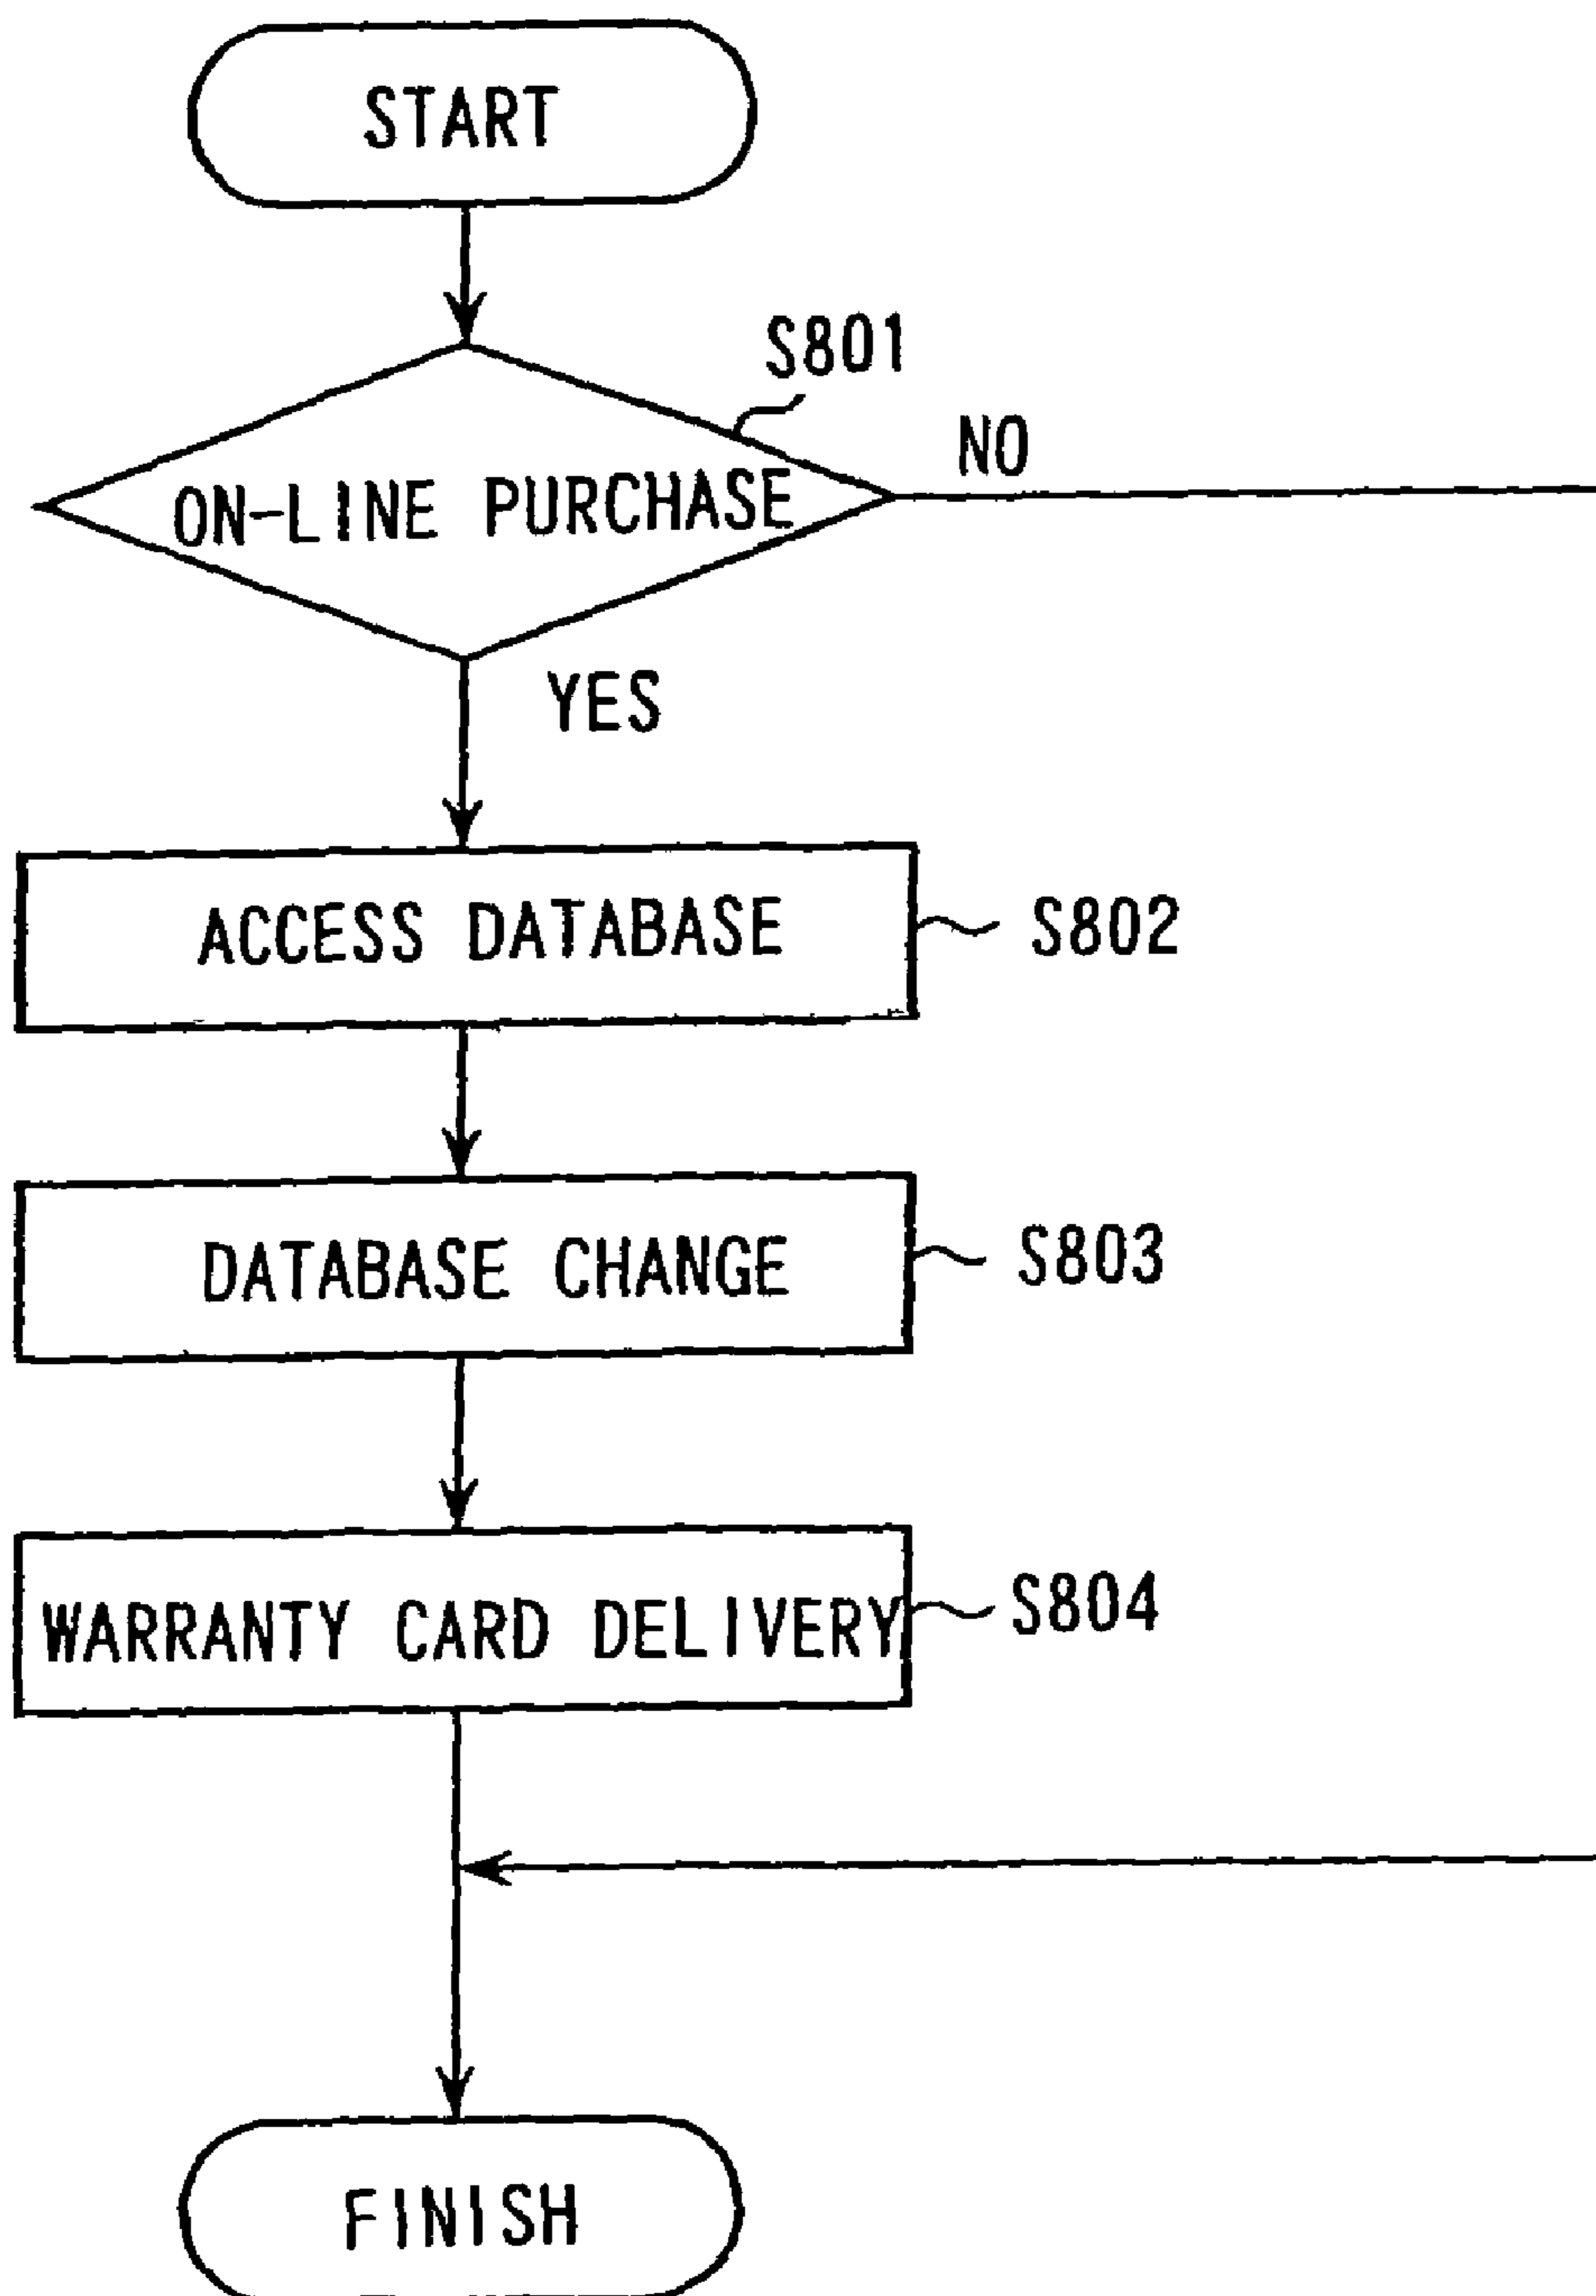 START
S801
NO
ON-LINE PURCHASE
YES
ACCESS DATABASE
S802
DATABASE CHANGE
S803
WARRANTY CARD DELIVERY
S804
FINISH